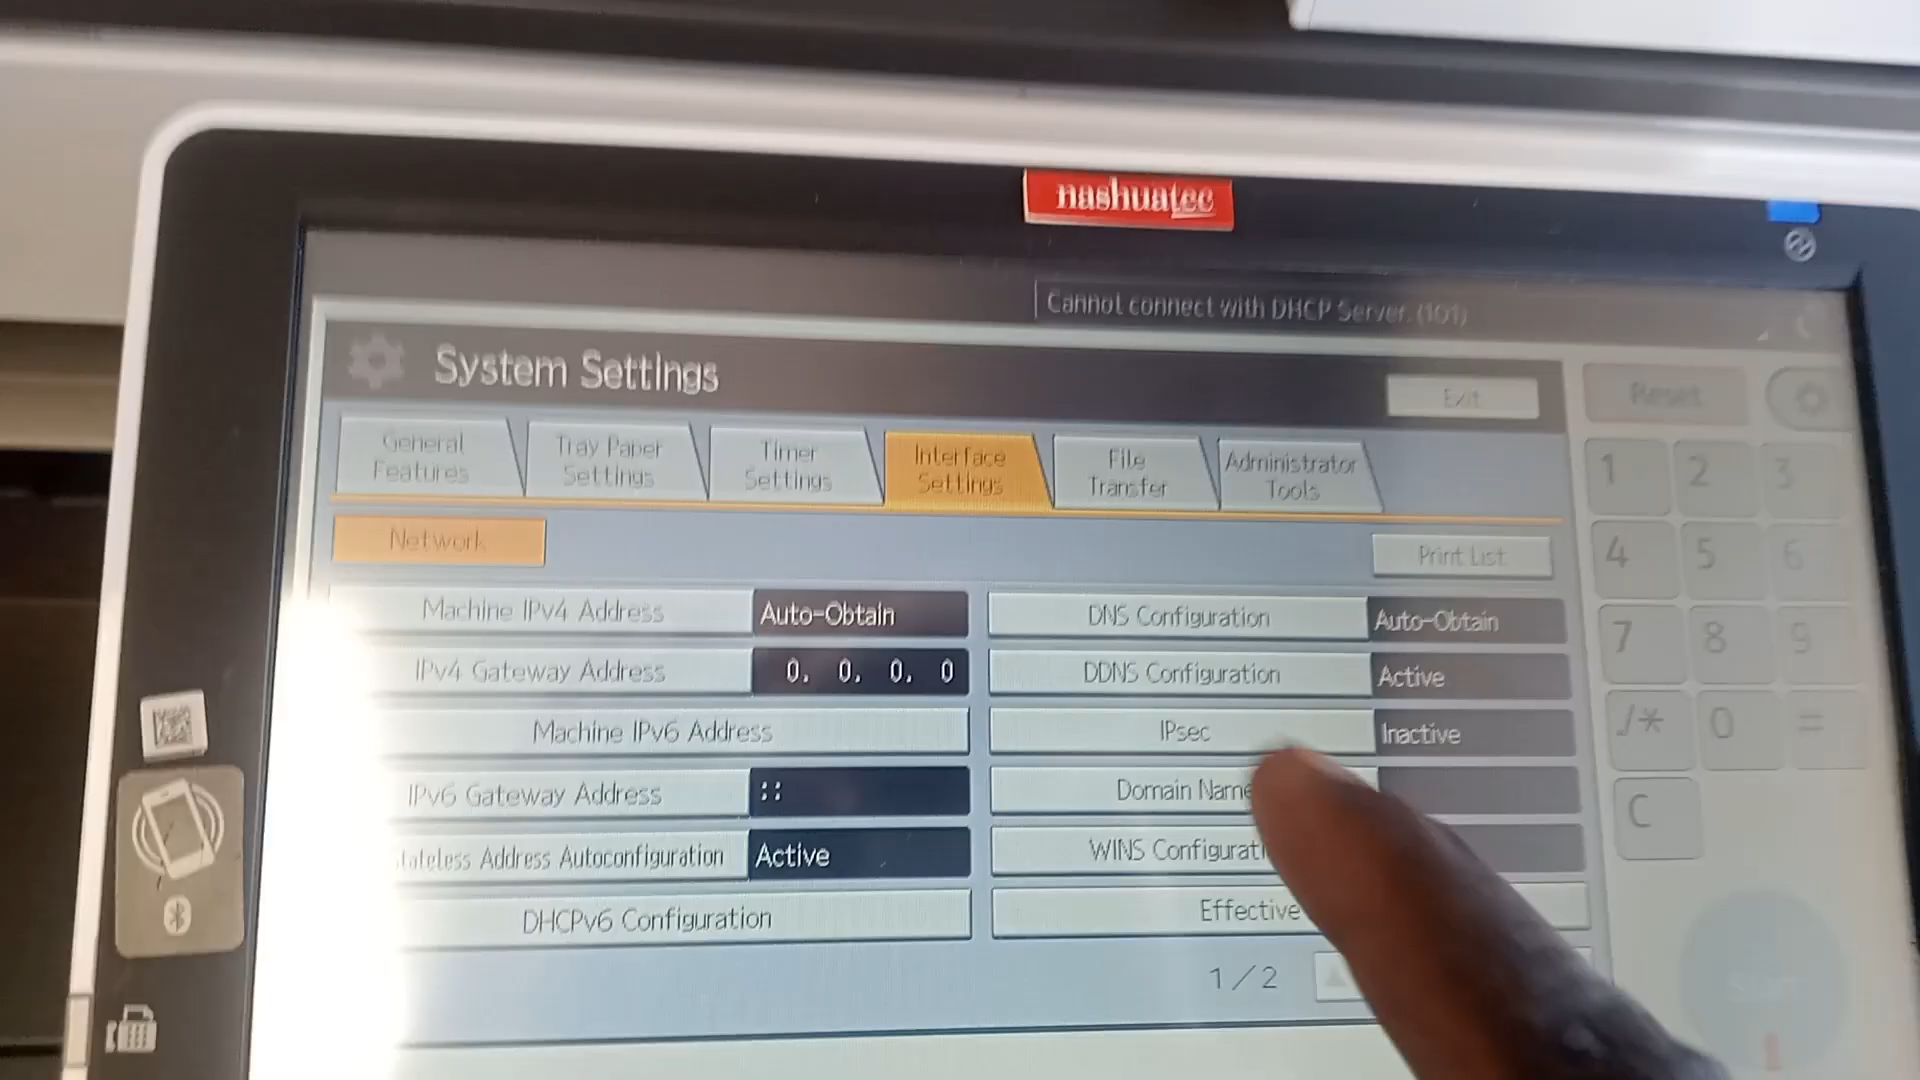 nashuatec
Cannot connect with DHCP Server. (101)
System Settings
Exit
Reset
General
Features
Tray Paper
Settings
Timer
Settings
Interface
Settings
File
Transfer
Administrator
Tools
Network
Print List
Machine IPv4 Address
Auto-Obtain
DNS Configuration
Auto-Obtain
IPv4 Gateway Address
0. 0. 0. 0
DDNS Configuration
Active
Machine IPv6 Address
IPsec
Inactive
IPv6 Gateway Address
::
Domain Name
Address Autoconfiguration
Active
WINS
DHCPv6 Configuration
Effective
1/2
1 2 3
4 5 6
7 8 9
./* 0 =
C
Start